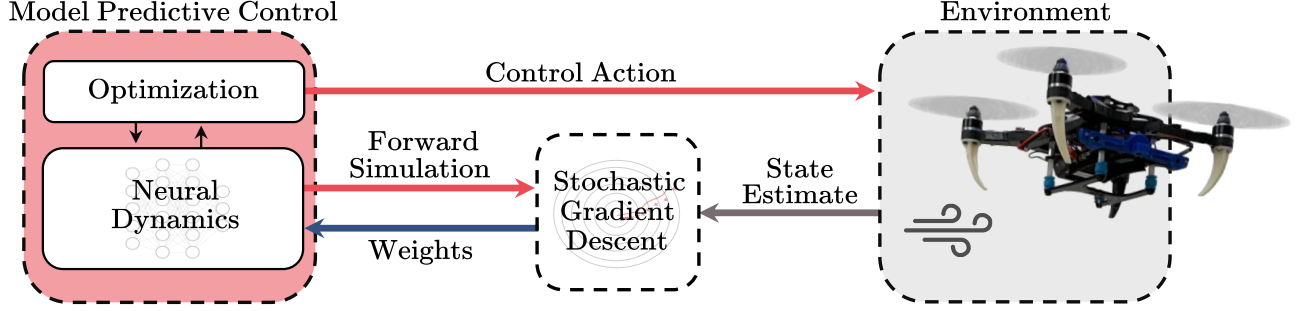 Model Predictive Control
Environment
Optimization
Control Action
Forward
Simulation
Neural
Dynamics
Stochastic
Gradient
Descent
State
Estimate
Weights